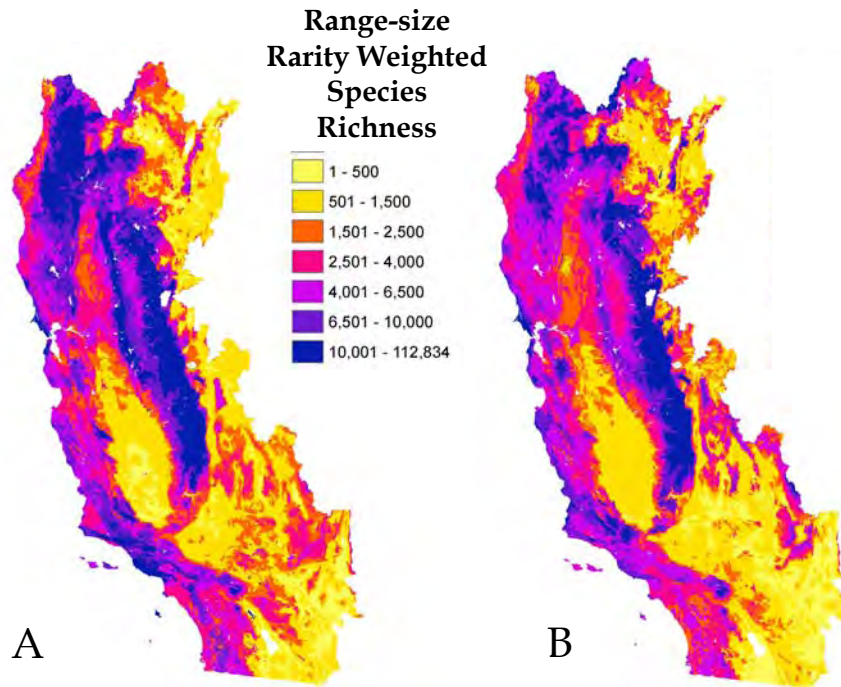 Range-size
Rarity Weighted
Species
Richness
1 - 500
501 - 1,500
1,501 - 2,500
2,501 - 4,000
4,001 - 6,500
6,501 - 10,000
10,001 - 112,834
A
B